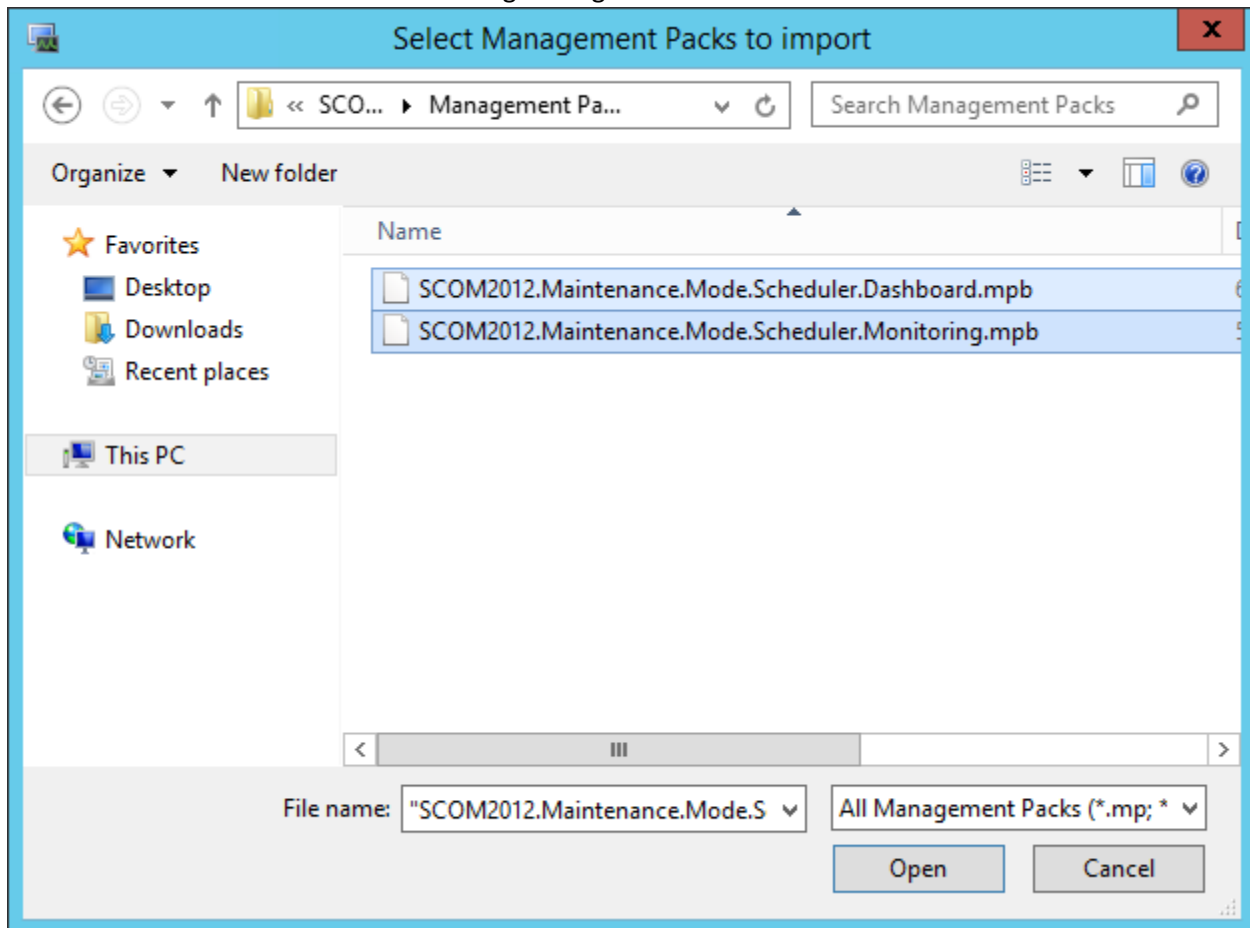 Select Management Packs to import
x
« SCO... Management Pa...
Search Management Packs
Organize
New folder
Name
Favorites
Desktop
Downloads
Recent places
This PC
Network
SCOM2012.Maintenance.Mode.Scheduler.Dashboard.mpb
SCOM2012.Maintenance.Mode.Scheduler.Monitoring.mpb
File name:
"SCOM2012.Maintenance.Mode.S
All Management Packs (*.mp; *
Open
Cancel